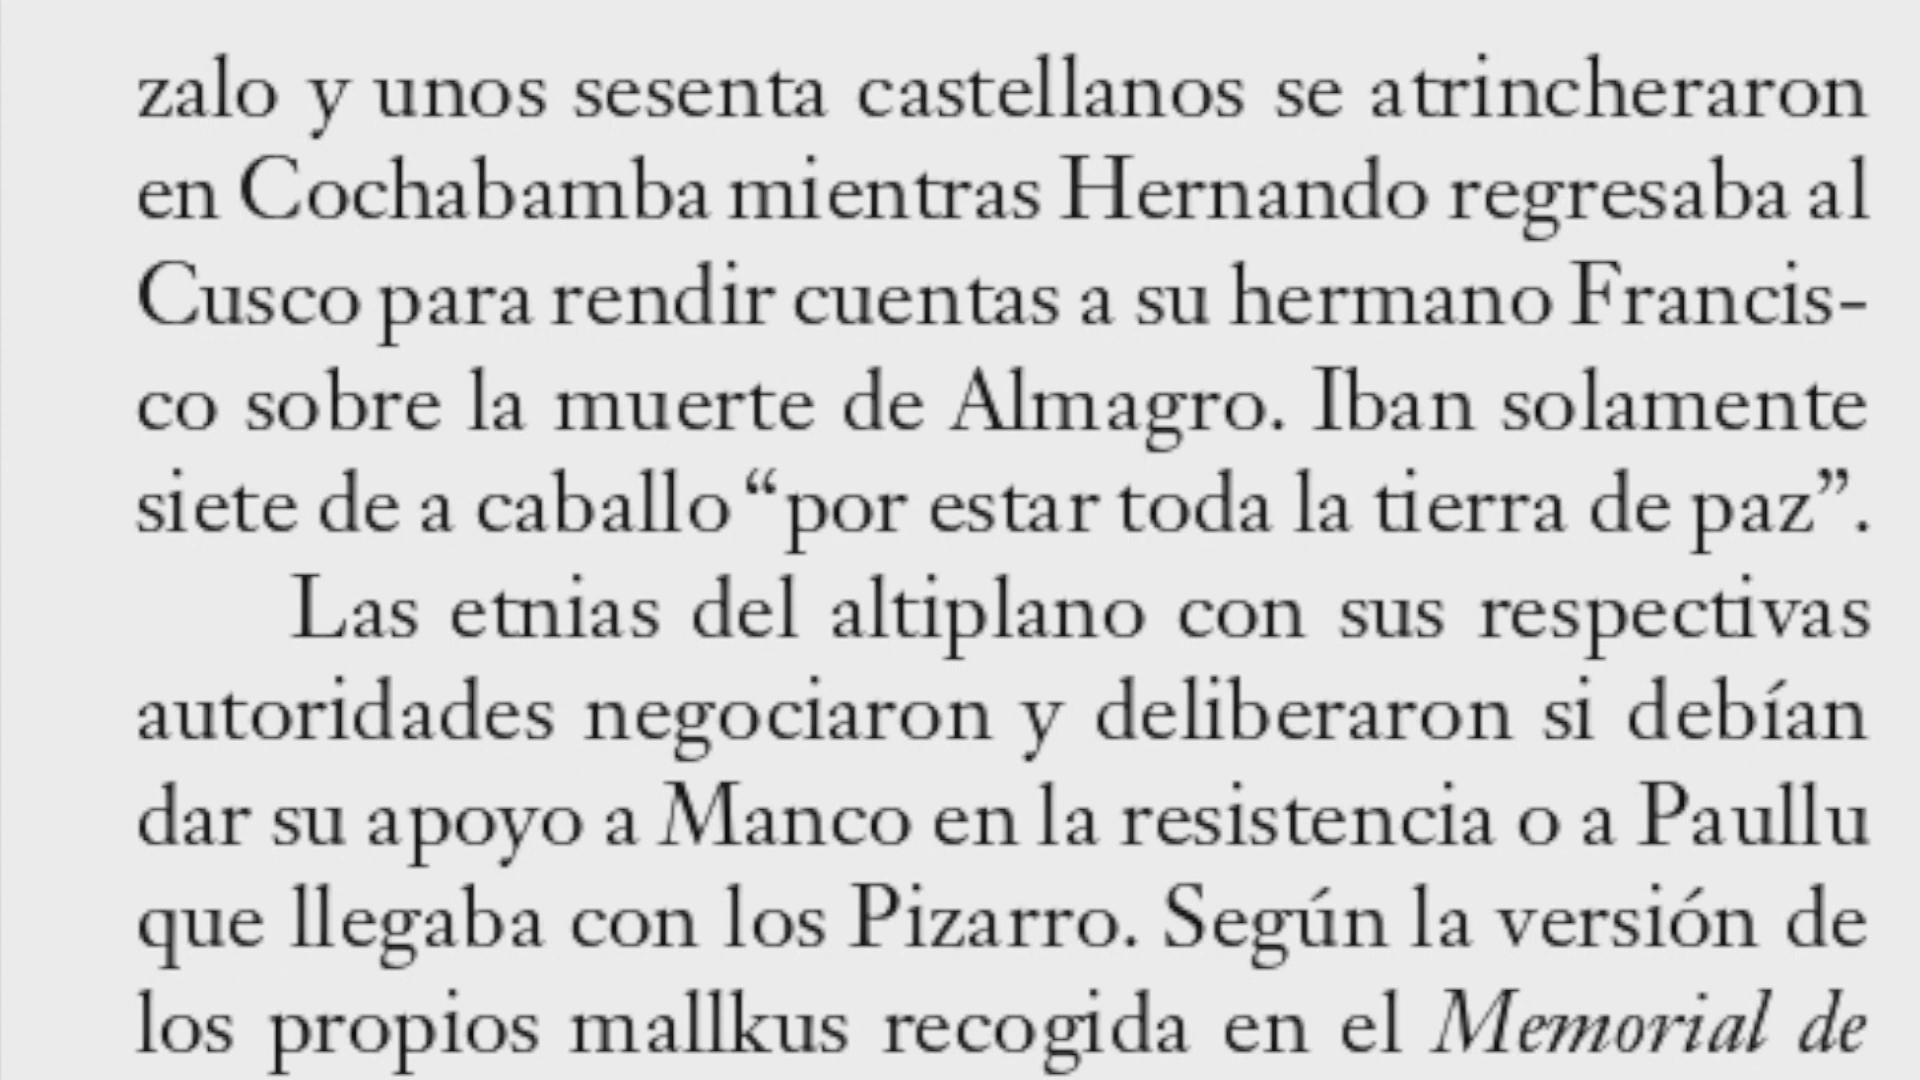 zalo y unos sesenta castellanos se atrincheraron
en Cochabamba mientras Hernando regresaba al
Cusco para rendir cuentas a su hermano Francis-
co sobre la muerte de Almagro. Iban solamente
siete de a caballo “por estar toda la tierra de paz”.
Las etnias del altiplano con sus respectivas
autoridades negociaron y deliberaron si debían
dar su apoyo a Manco en la resistencia o a Paullu
que llegaba con los Pizarro. Según la versión de
los propios mallkus recogida en el Memorial de